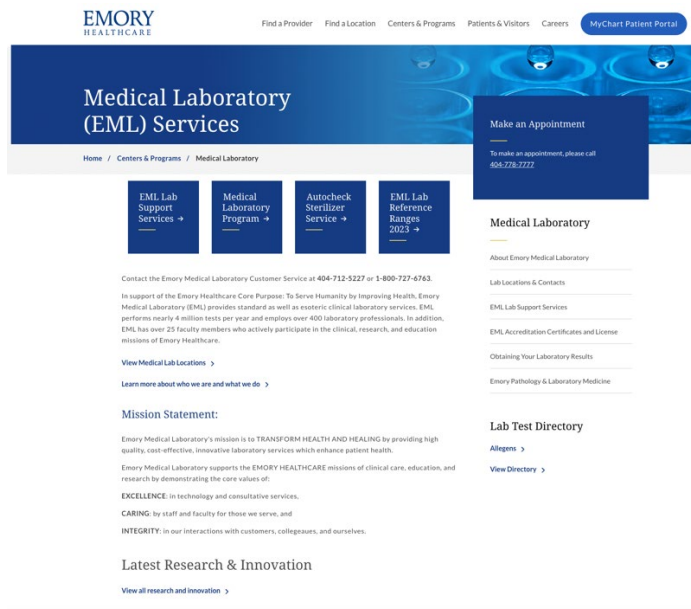 EMORY
HEALTHCARE
Find a Provider Find a Location Centers & Programs Patients & Visitors Careers MyChart Patient Portal
Medical Laboratory
(EML) Services
Make an Appointment
To make an appointment, please call
404-778-7777
Home / Centers & Programs / Medical Laboratory
EML Lab
Support
Services →
Medical
Laboratory
Program →
Autocheck
Sterilizer
Service →
EML Lab
Reference
Ranges
2023 →
Contact the Emory Medical Laboratory Customer Service at 404-712-5227 or 1-800-727-6763.
In support of the Emory Healthcare Core Purpose: To Serve Humanity by Improving Health, Emory
Medical Laboratory (EML) provides standard as well as esoteric clinical laboratory services. EML
performs nearly 4 million tests per year and employs over 400 laboratory professionals. In addition,
EML has over 25 faculty members who actively participate in the clinical, research, and education
missions of Emory Healthcare.
View Medical Lab Locations >
Learn more about who we are and what we do >
Mission Statement:
Emory Medical Laboratory's mission is to TRANSFORM HEALTH AND HEALING by providing high
quality, cost-effective, innovative laboratory services which enhance patient health.
Emory Medical Laboratory supports the EMORY HEALTHCARE missions of clinical care, education, and
research by demonstrating the core values of:
EXCELLENCE: in technology and consultative services.
CARING: by staff and faculty for those we serve, and
INTEGRITY: in our interactions with customers, collegeaues, and ourselves.
Latest Research & Innovation
View all research and innovation >
Medical Laboratory
About Emory Medical Laboratory
Lab Locations & Contacts
EML Lab Support Services
EML Accreditation Certificates and License
Obtaining Your Laboratory Results
Emory Pathology & Laboratory Medicine
Lab Test Directory
Allegens >
View Directory >